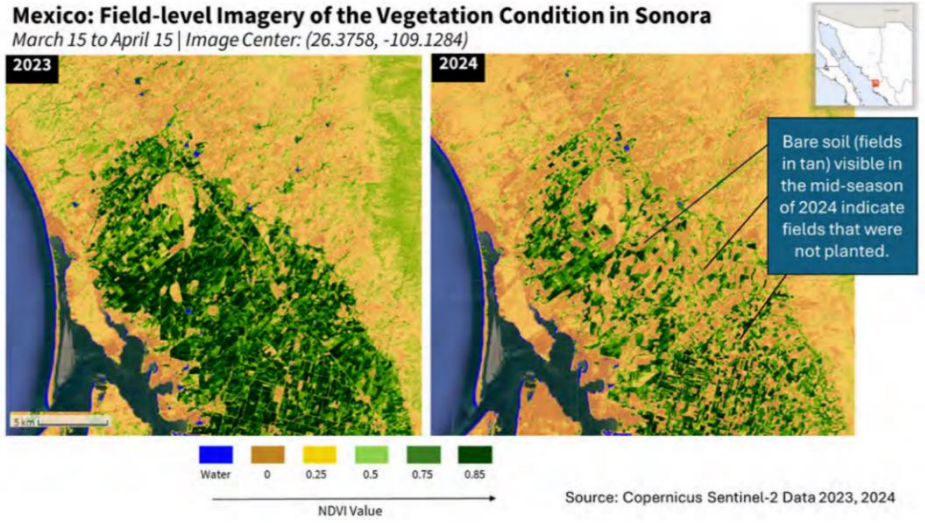 Mexico: Field-level Imagery of the Vegetation Condition in Sonora
March 15 to April 15 | Image Center: (26.3758, -109.1284)
2023
2024
Bare soil (fields
in tan) visible in
the mid-season
of 2024 indicate
fields that were
not planted.
5 km
Water 0 0.25 0.5 0.75 0.85
NDVI Value
Source: Copernicus Sentinel-2 Data 2023, 2024